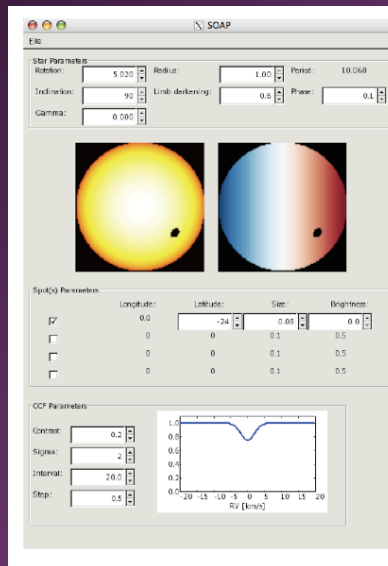 SOAP
File
Star Parameters
Rotation: 5.020 Radius: 1.00 Period: 10.068
Inclination: 90 Limb darkening: 0.6 Phase: 0.1
Gamma: 0.000
Spot(s) Parameters
Longitude: Latitude: Size: Brightness:
0.0 -24 0.08 0.0
0 0 0.1 0.5
0 0 0.1 0.5
0 0 0.1 0.5
CCF Parameters
Contrast: 0.2
Sigma: 2
Interval: 20.0
Step: 0.5
1.0
0.8
0.6
0.4
0.2
0.0
-20 -15 -10 -5 0 5 10 15 20
RV [km/s]